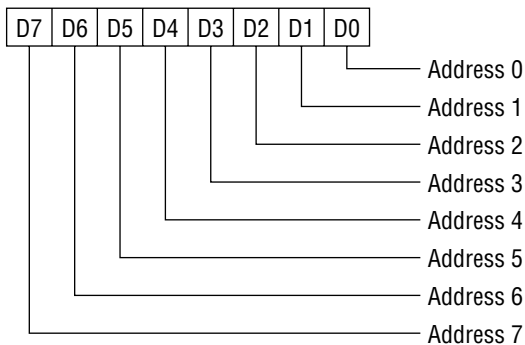 D7 D6 D5 D4 D3 D2 D1 D0
Address 0
Address 1
Address 2
Address 3
Address 4
Address 5
Address 6
Address 7